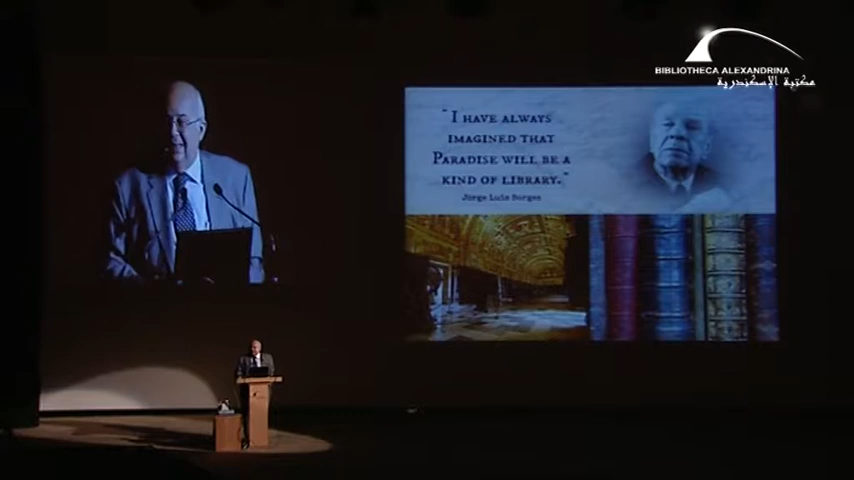 BIBLIOTHECA ALEXANDRINA
مكتبة الإسكندرية
"I HAVE ALWAYS
IMAGINED THAT
PARADISE WILL BE A
KIND OF LIBRARY."
Jorge Luis Borges